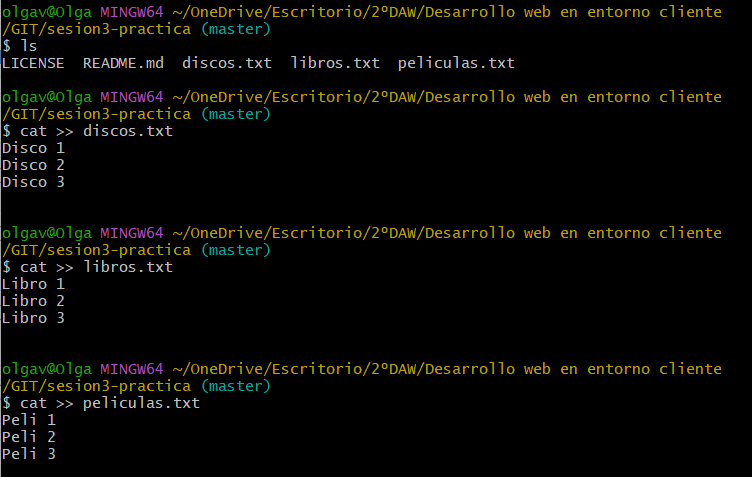 olgav@Olga MINGW64 ~/OneDrive/Escritorio/2ºDAW/Desarrollo web en entorno cliente
/GIT/sesion3-practica (master)
$ ls
LICENSE  README.md  discos.txt  libros.txt  peliculas.txt
olgav@Olga MINGW64 ~/OneDrive/Escritorio/2ºDAW/Desarrollo web en entorno cliente
/GIT/sesion3-practica (master)
$ cat >> discos.txt
Disco 1
Disco 2
Disco 3
olgav@Olga MINGW64 ~/OneDrive/Escritorio/2ºDAW/Desarrollo web en entorno cliente
/GIT/sesion3-practica (master)
$ cat >> libros.txt
Libro 1
Libro 2
Libro 3
olgav@Olga MINGW64 ~/OneDrive/Escritorio/2ºDAW/Desarrollo web en entorno cliente
/GIT/sesion3-practica (master)
$ cat >> peliculas.txt
Peli 1
Peli 2
Peli 3